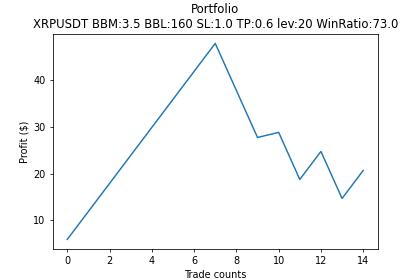 Portfolio
XRPUSDT BBM:3.5 BBL:160 SL:1.0 TP:0.6 lev:20 WinRatio:73.0
Profit ($)
40
30
20
10
0 2 4 6 8 10 12 14
Trade counts